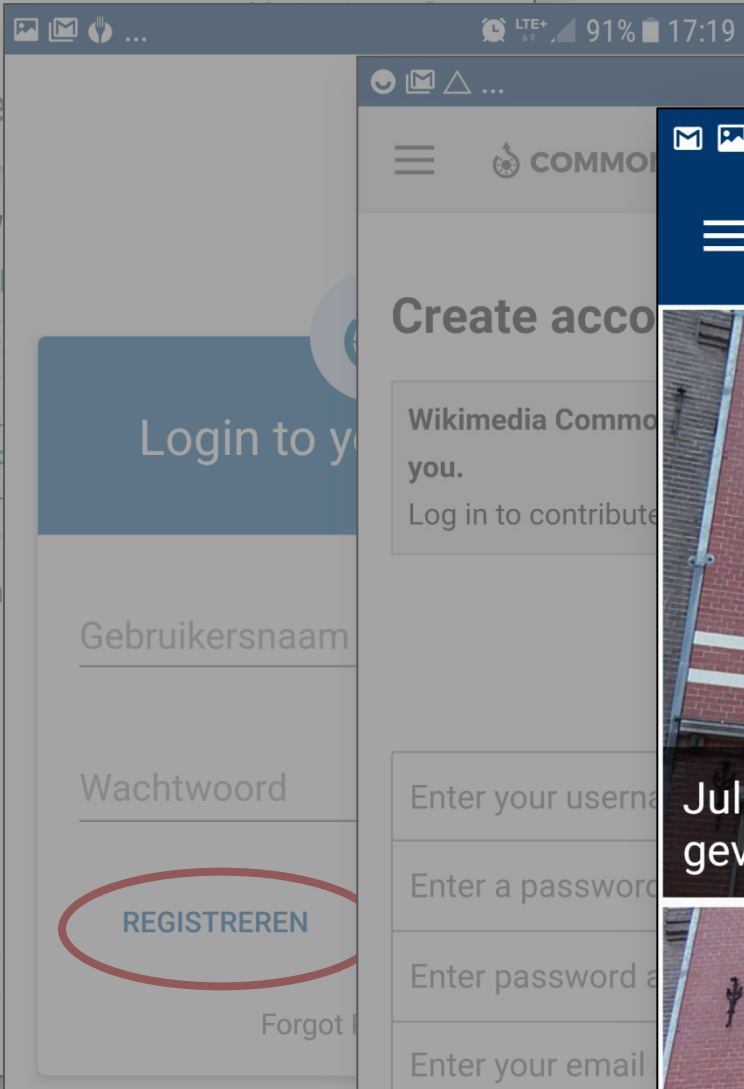 ... LTE+ 91% 17:19
Login to y
Gebruikersnaam
Wachtwoord
REGISTREREN
Forgot
...
COMMO
Create acco
Wikimedia Commo
you.
Log in to contribute
Enter your userna
Enter a password
Enter password a
Enter your email
Jul
gev